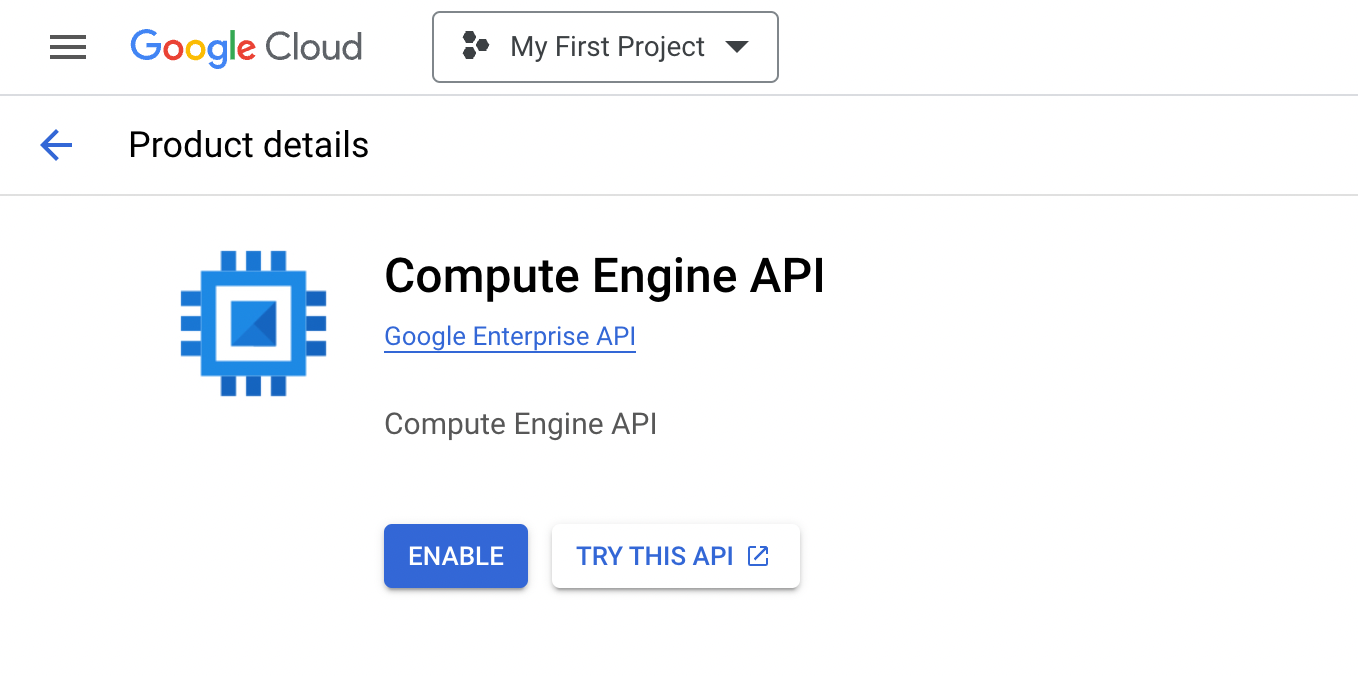 Google Cloud My First Project
Product details
Compute Engine API
Google Enterprise API
Compute Engine API
ENABLE TRY THIS API